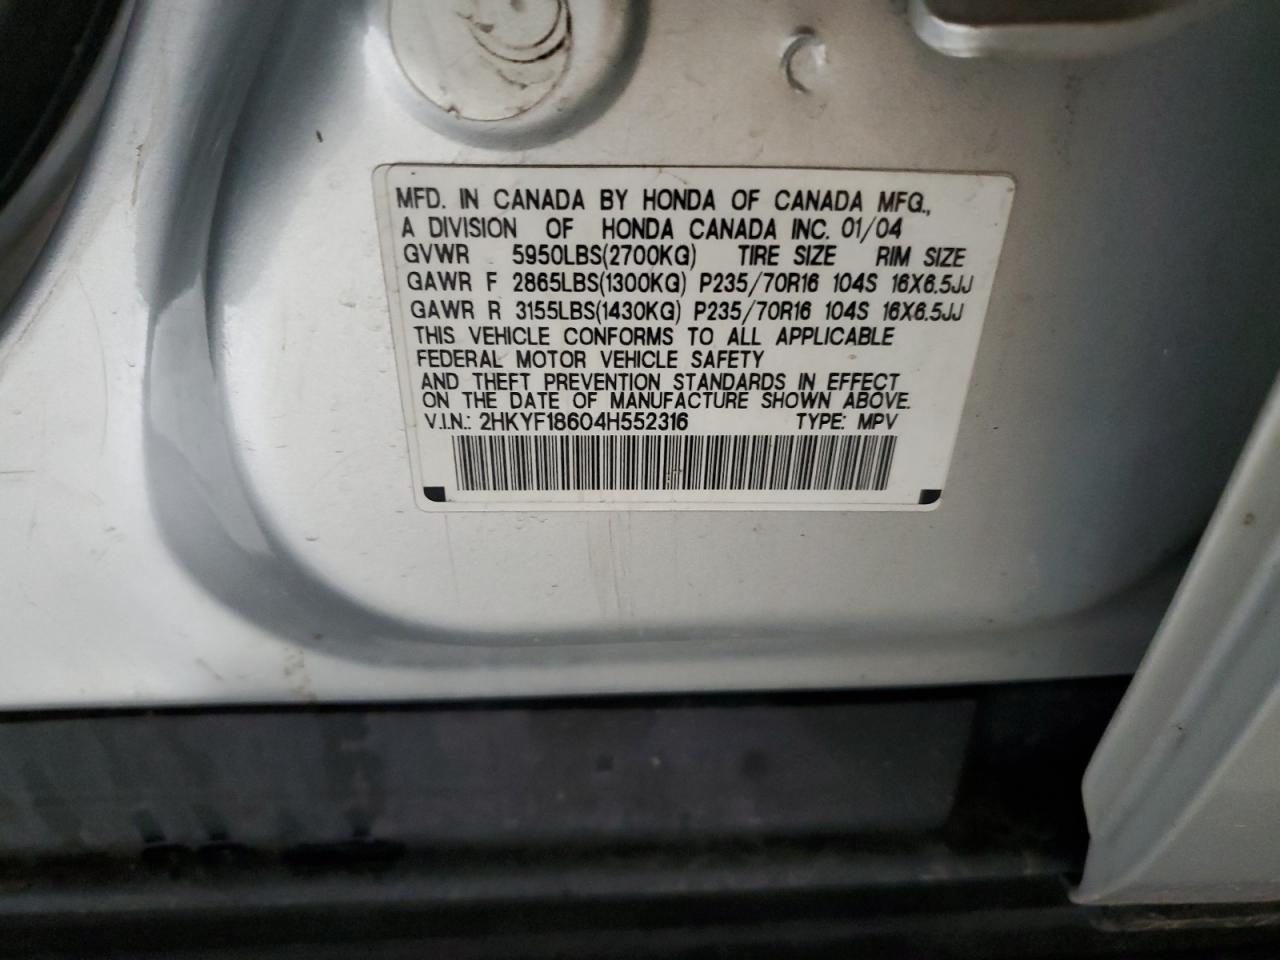 MFD. IN CANADA BY HONDA OF CANADA MFG.,
A DIVISION OF HONDA CANADA INC. 01/04
GVWR 5950LBS(2700KG) TIRE SIZE RIM SIZE
GAWR F 2865LBS(1300KG) P235/70R16 104S 16X6.5JJ
GAWR R 3155LBS(1430KG) P235/70R16 104S 16X6.5JJ
THIS VEHICLE CONFORMS TO ALL APPLICABLE
FEDERAL MOTOR VEHICLE SAFETY
AND THEFT PREVENTION STANDARDS IN EFFECT
ON THE DATE OF MANUFACTURE SHOWN ABOVE.
V.I.N.: 2HKYF18604H552316 TYPE: MPV